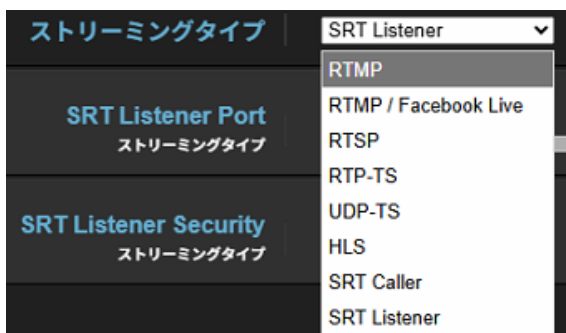 ストリーミングタイプ
SRT Listener
RTMP
RTMP / Facebook Live
SRT Listener Port
ストリーミングタイプ
RTSP
RTP-TS
UDP-TS
SRT Listener Security
ストリーミングタイプ
HLS
SRT Caller
SRT Listener